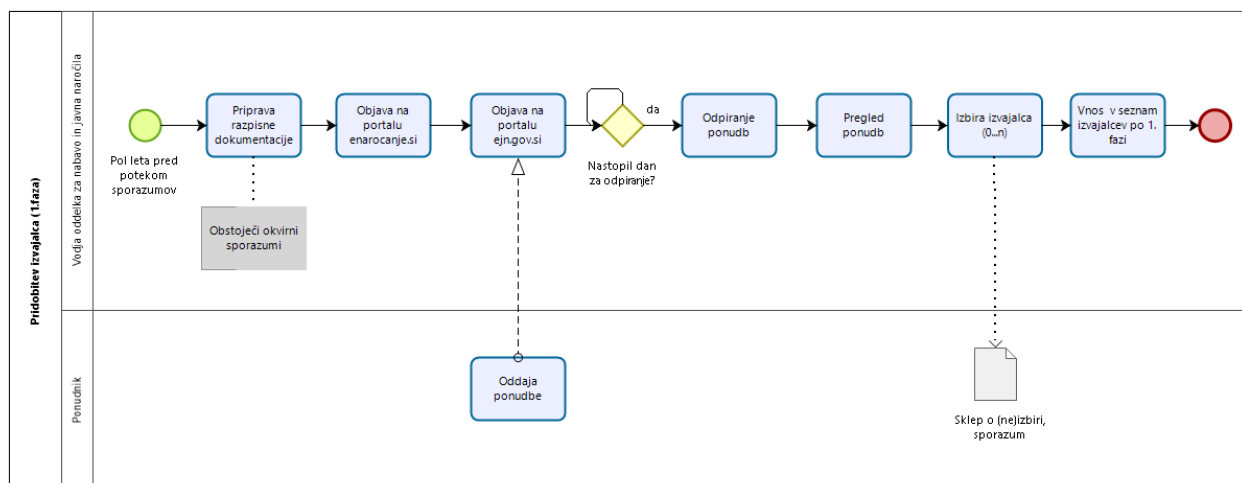 Pridobitev izvajalca (1.faza)
Vodja oddelka za nabavo in javna naročila
Pol leta pred
potekom
sporazumov
Priprava
razpisne
dokumentacije
Obstoječi okvirni
sporazumi
Objava na
portalu
enarocanje.si
Objava na
portalu
ejn.gov.si
Nastopil dan
za odpiranje?
da
Odpiranje
ponudb
Pregled
ponudb
Izbira izvajalca
(0...n)
Vnos v seznam
izvajalcev po 1.
fazi
Ponudnik
Oddaja
ponudbe
Sklep o (ne)izbiri,
sporazum